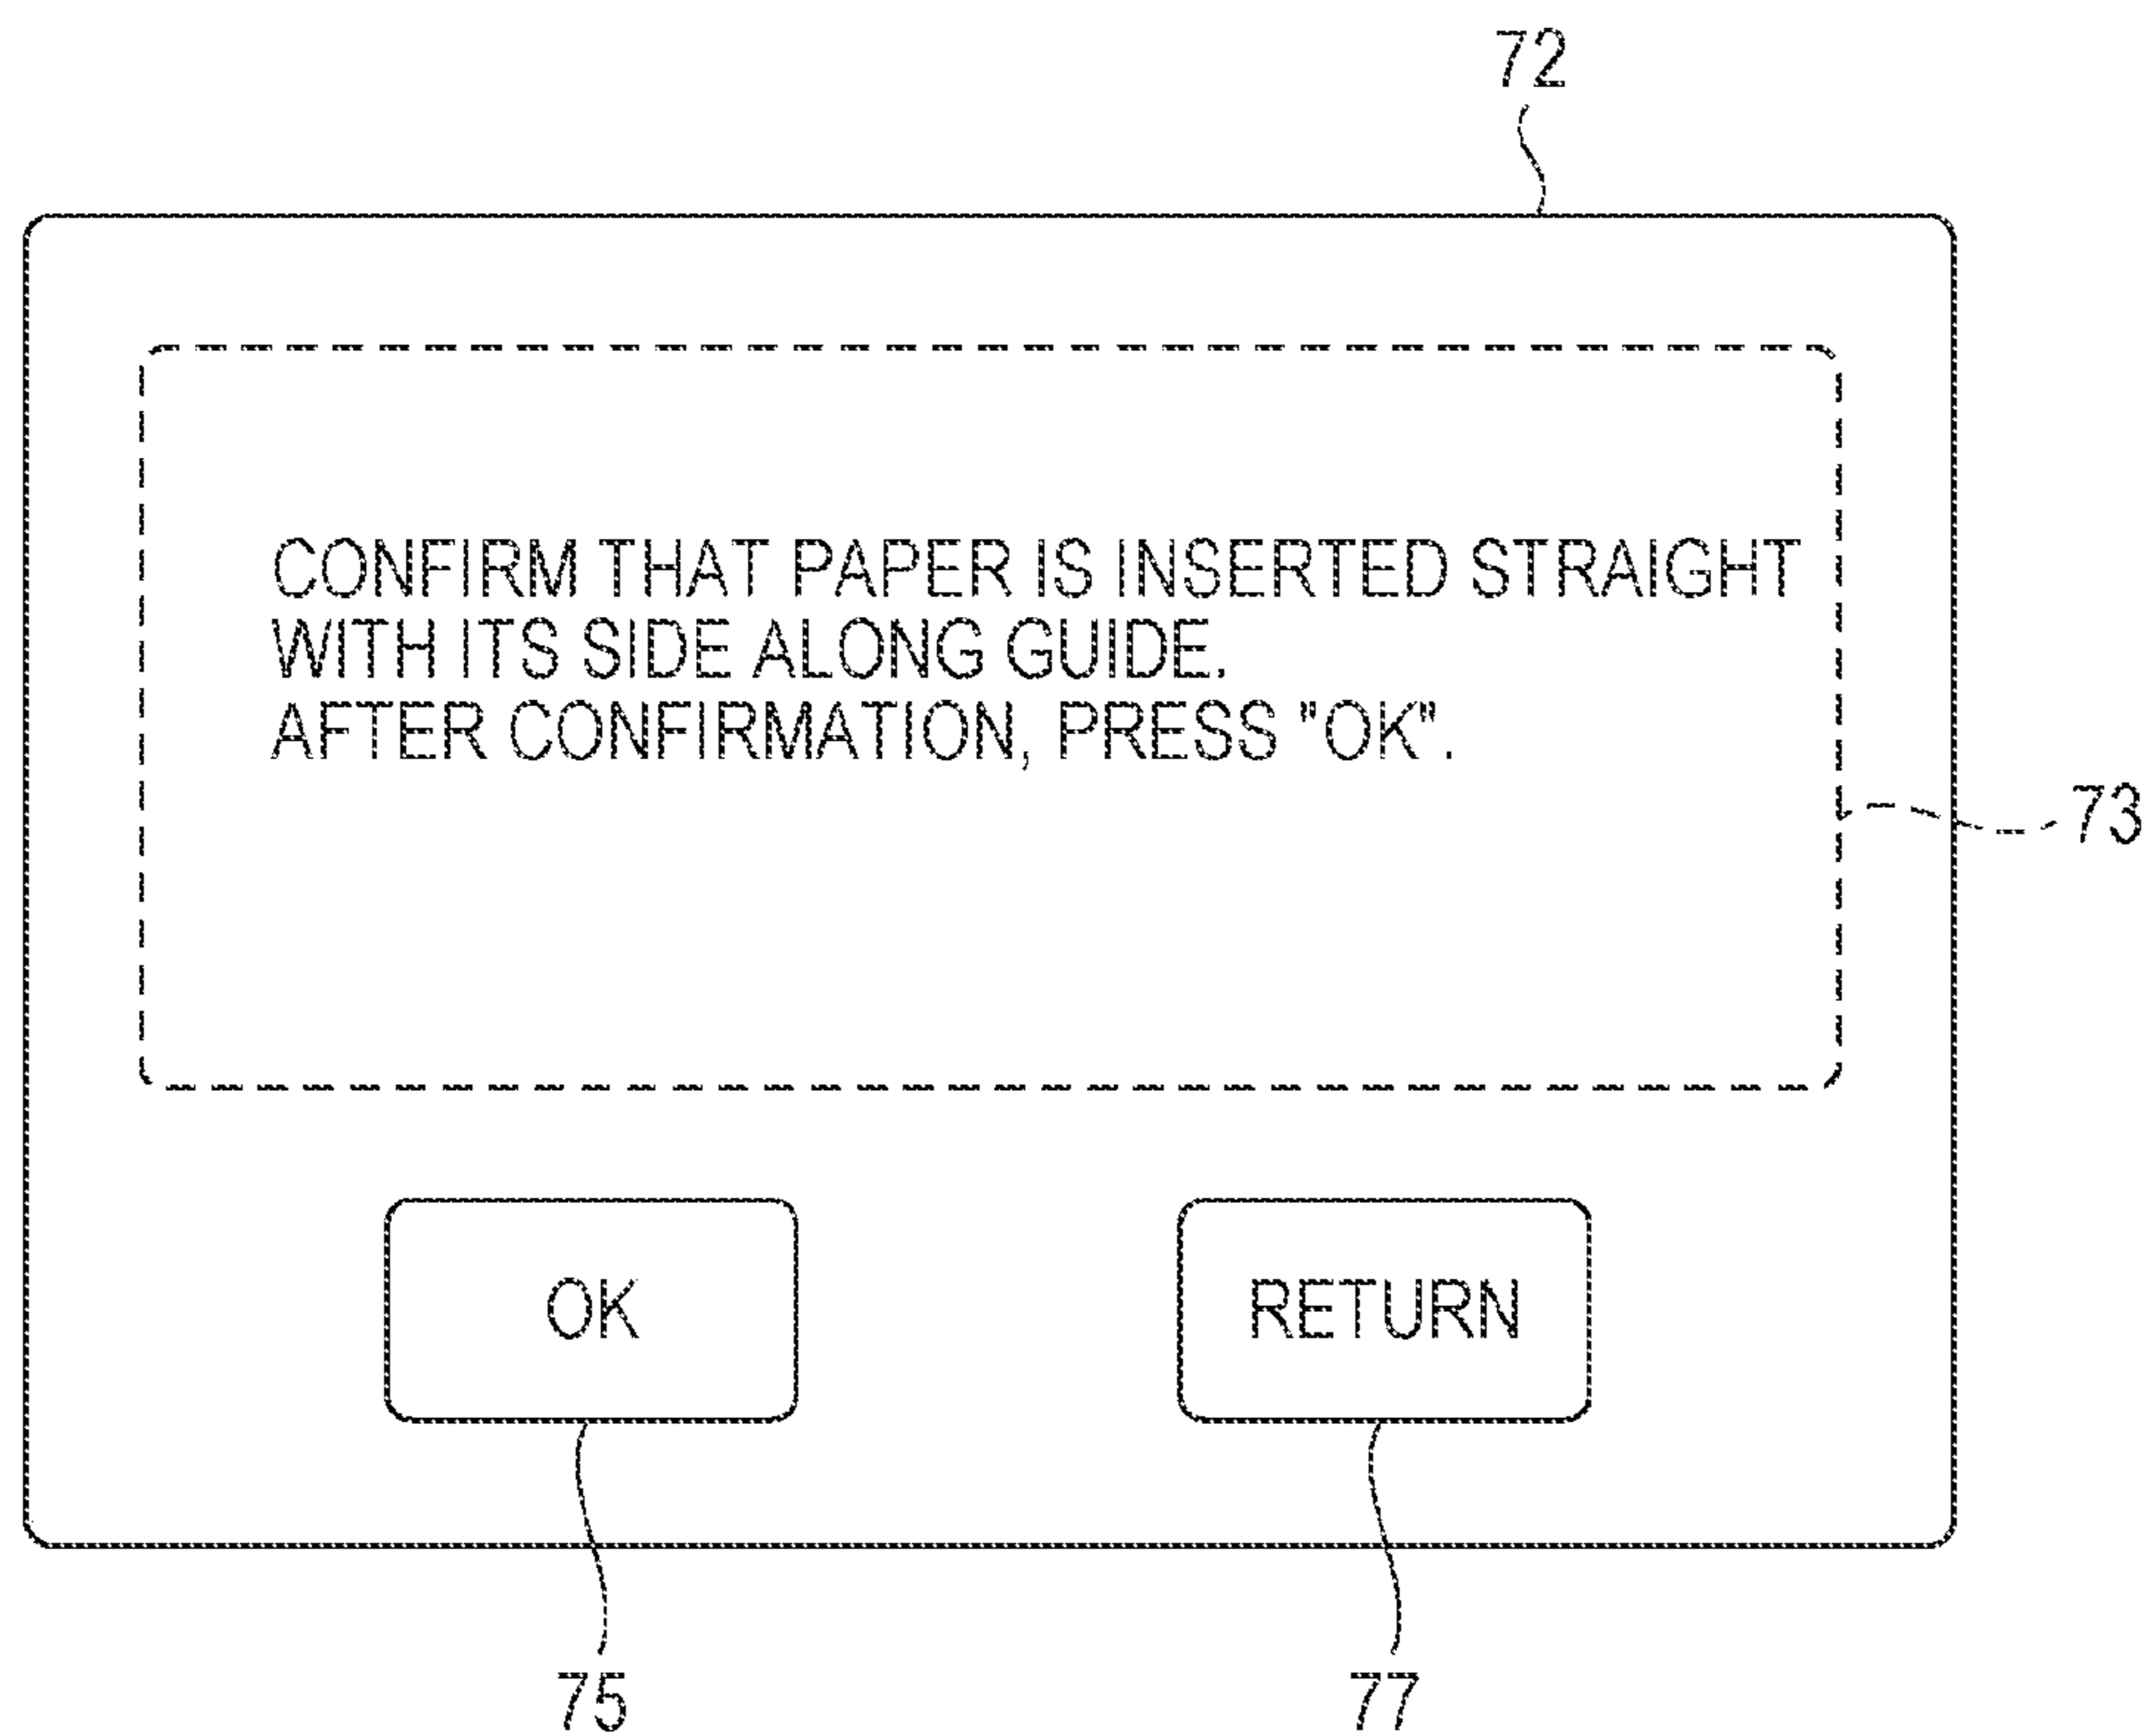 72
CONFIRM THAT PAPER IS INSERTED STRAIGHT
WITH ITS SIDE ALONG GUIDE.
AFTER CONFIRMATION, PRESS "OK".
73
OK
RETURN
75
77